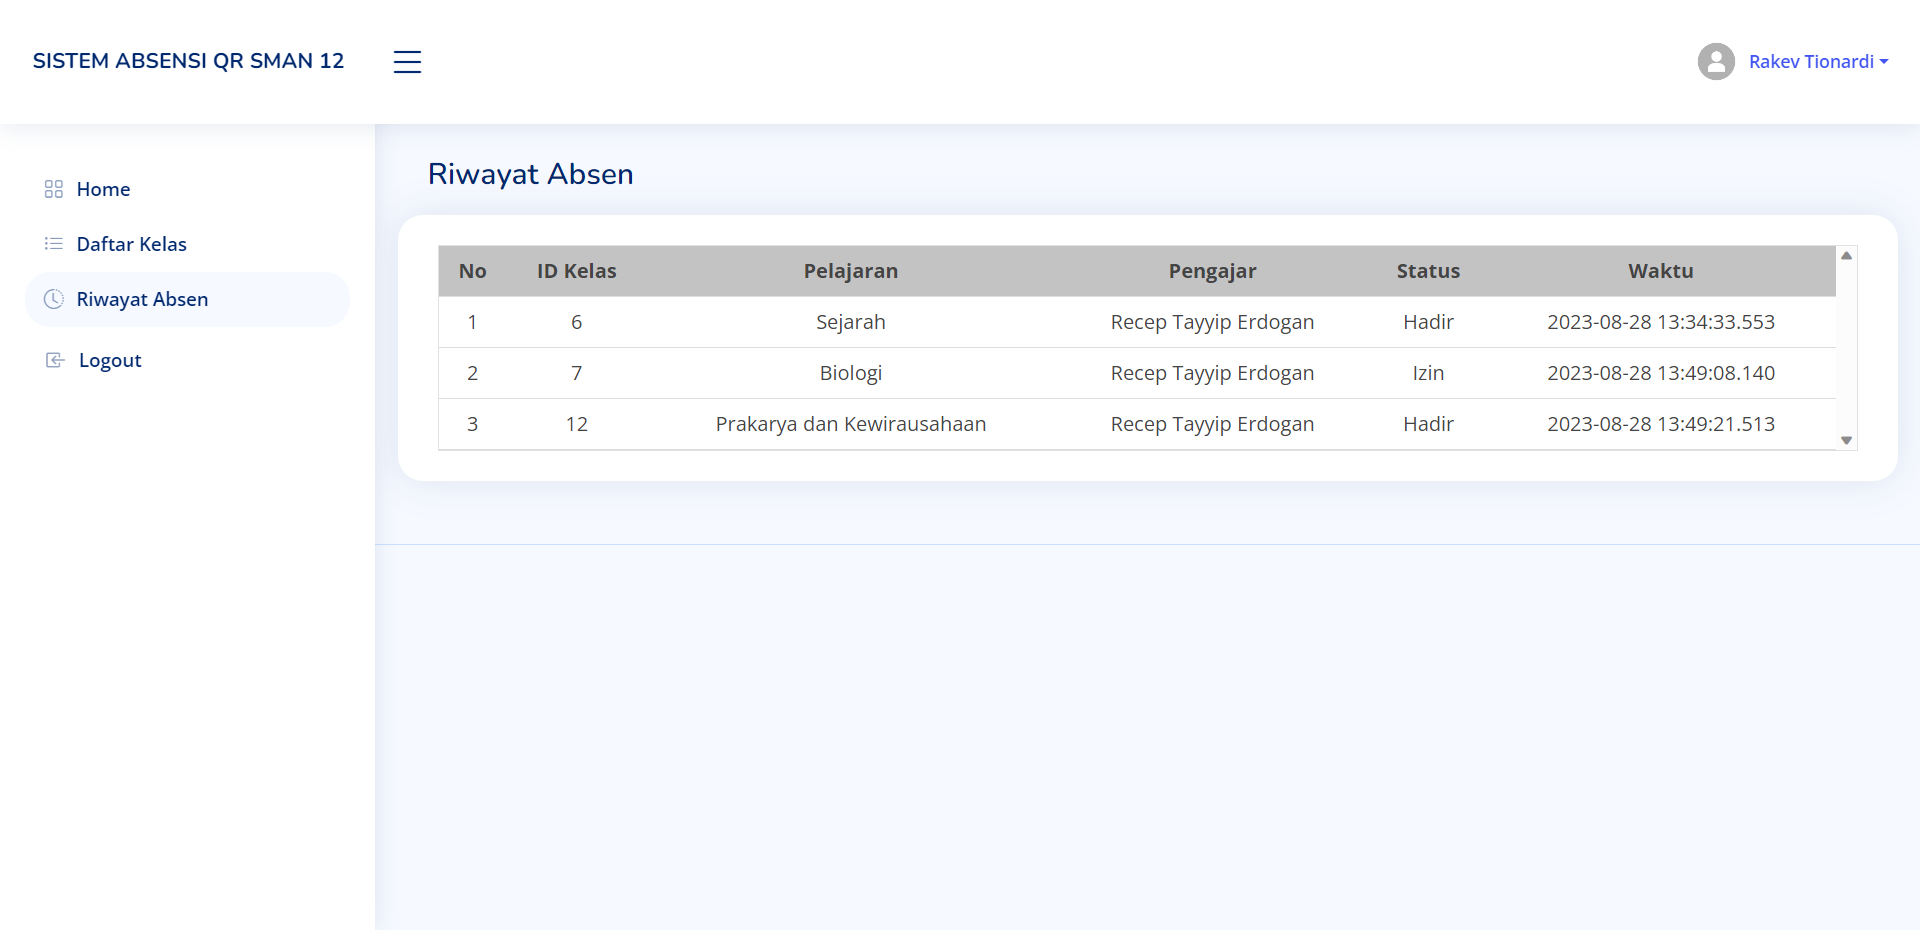 SISTEM ABSENSI QR SMAN 12
Rakev Tionardi
Home
Daftar Kelas
Riwayat Absen
Logout
Riwayat Absen
No ID Kelas Pelajaran Pengajar Status Waktu
1 6 Sejarah Recep Tayyip Erdogan Hadir 2023-08-28 13:34:33.553
2 7 Biologi Recep Tayyip Erdogan Izin 2023-08-28 13:49:08.140
3 12 Prakarya dan Kewirausahaan Recep Tayyip Erdogan Hadir 2023-08-28 13:49:21.513